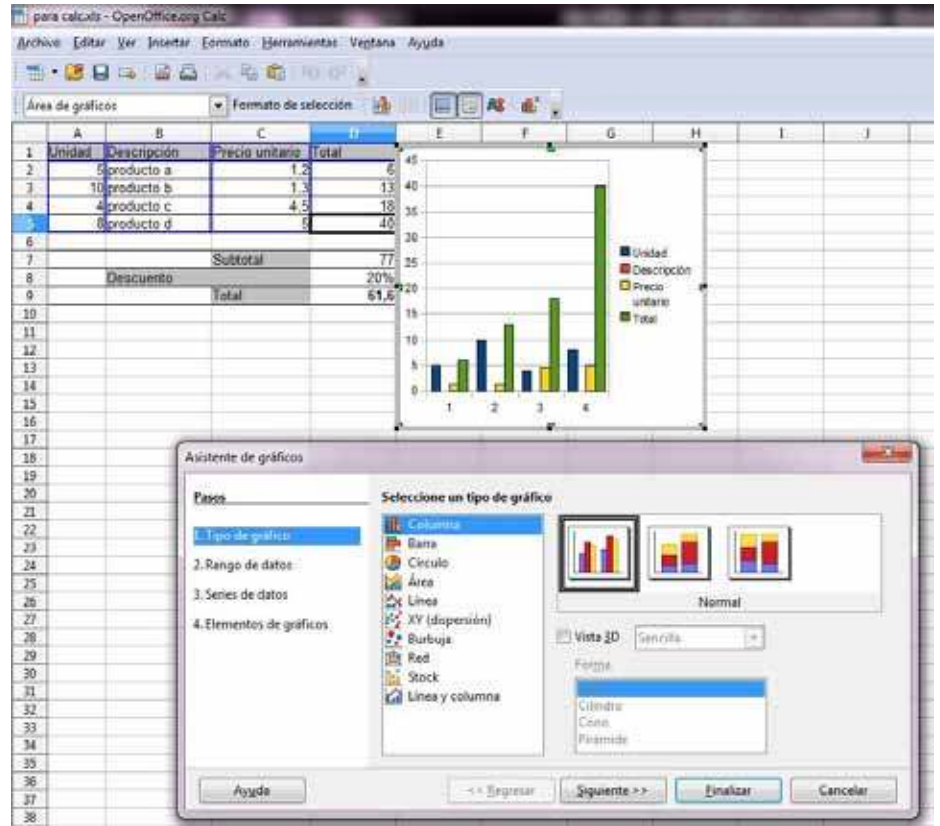 para calc.xls - OpenOffice.org Calc
Archivo Editar Ver Insertar Formato Herramientas Ventana Ayuda
Área de gráficos Formato de selección
A B C D E F G H I J
1 Unidad Descripción Precio unitario Total
2 5 producto a 1.2 6
3 10 producto b 1.3 13
4 4 producto c 4.5 18
5 8 producto d 5 40
6
7 Subtotal 77
8 Descuento 20%
9 Total 61,6
10
11
12
13
14
15
16
17
18
19
20
21
22
23
24
25
26
27
28
29
30
31
32
33
34
35
36
37
38
45
40
35
30
25
20
15
10
5
0
1 2 3 4
Unidad
Descripción
Precio
unitario
Total
Asistente de gráficos
Pasos
1. Tipo de gráfico
2. Rango de datos
3. Series de datos
4. Elementos de gráficos
Seleccione un tipo de gráfico
Columna
Barra
Círculo
Área
Línea
XY (dispersión)
Burbuja
Red
Stock
Línea y columna
Normal
Vista 3D Sencilla
Forma
Cilindro
Cono
Pirámide
Ayuda << Regresar Siguiente >> Finalizar Cancelar